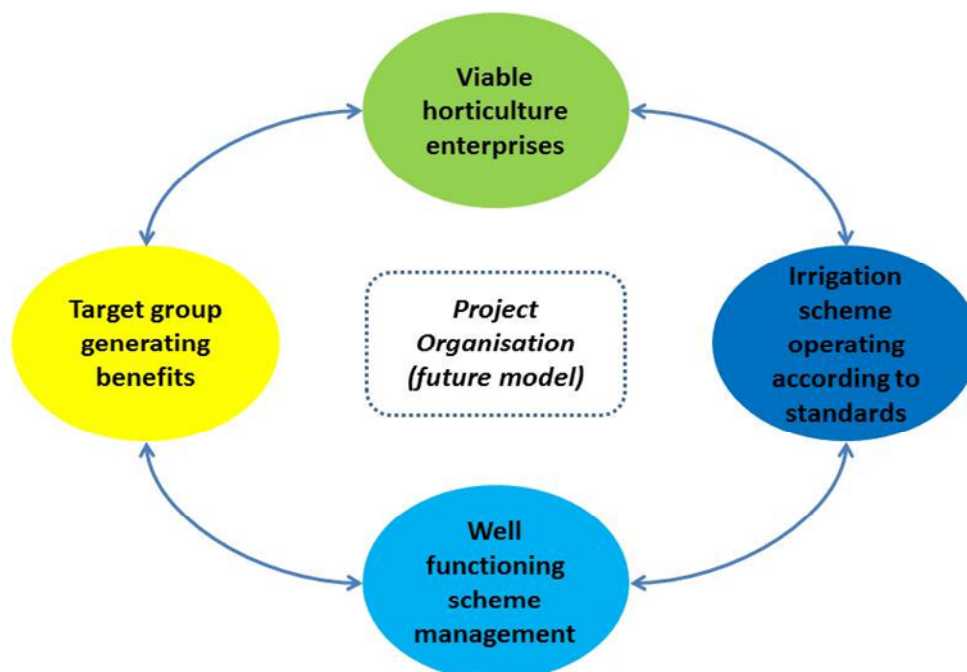 Viable
horticulture
enterprises
Target group
generating
benefits
Project
Organisation
(future model)
Irrigation
scheme
operating
according to
standards
Well
functioning
scheme
management